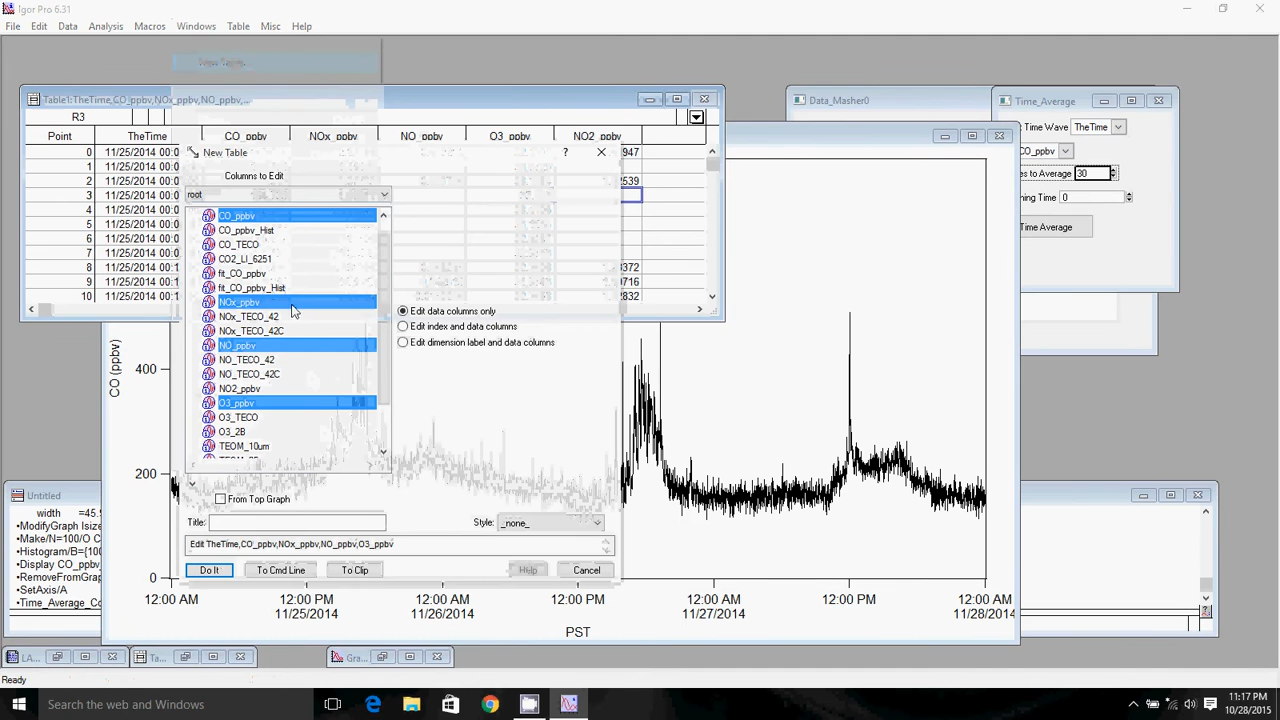 Igor Pro 6.31
File Edit Data Analysis Macros Windows Table Misc Help
Table1:TheTime,CO_ppbv,NOx_ppbv,NO_ppbv,...
R3
Point TheTime CO_ppbv NOx_ppbv NO_ppbv O3_ppbv NO2_ppbv
0 11/25/2014 00:0 947
1 11/25/2014 00:0
2 11/25/2014 00:0 2539
3 11/25/2014 00:0
4 11/25/2014 00:0
5 11/25/2014 00:0
6 11/25/2014 00:0
7 11/25/2014 00:0
8 11/25/2014 00:1 0372
9 11/25/2014 00:1 0716
10 11/25/2014 00:1 2832
New Table
?
Columns to Edit
root
CO_ppbv
CO_ppbv_Hist
CO_TECO
CO2_LI_6251
fit_CO_ppbv
fit_CO_ppbv_Hist
NOx_ppbv
NOx_TECO_42
NOx_TECO_42C
NO_ppbv
NO_TECO_42
NO_TECO_42C
NO2_ppbv
O3_ppbv
O3_TECO
O3_2B
TEOM_10um
Edit data columns only
Edit index and data columns
Edit dimension label and data columns
From Top Graph
Title: Style: _none_
Edit TheTime,CO_ppbv,NOx_ppbv,NO_ppbv,O3_ppbv
Do It To Cmd Line To Clip Help Cancel
Data_Masher0
Time_Average
Time Wave TheTime
CO_ppbv
es to Average 30
ning Time 0
Time Average
CO (ppbv)
400
200
0
12:00 AM 12:00 PM 12:00 AM 12:00 PM 12:00 AM 12:00 PM 12:00 AM
11/25/2014 11/26/2014 11/27/2014 11/28/2014
PST
Untitled
width =45.9
•ModifyGraph lsize
•Make/N=100/O C
•Histogram/B={100
•Display CO_ppbv
•RemoveFromGra
•SetAxis/A
•Time_Average_Co
LA... Ta... Gra...
Ready
Search the web and Windows
11:17 PM
10/28/2015